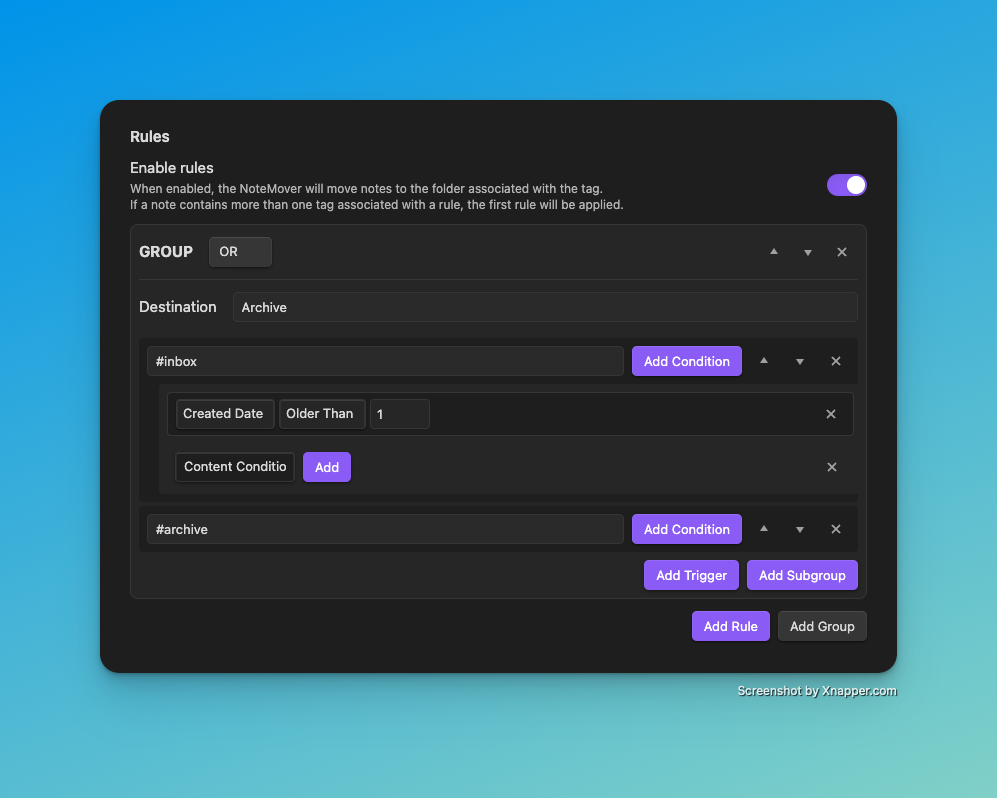 Rules
Enable rules
When enabled, the NoteMover will move notes to the folder associated with the tag.
If a note contains more than one tag associated with a rule, the first rule will be applied.
GROUP OR
Destination Archive
#inbox Add Condition
Created Date Older Than 1
Content Conditio Add
#archive Add Condition
Add Trigger Add Subgroup
Add Rule Add Group
Screenshot by Xnapper.com